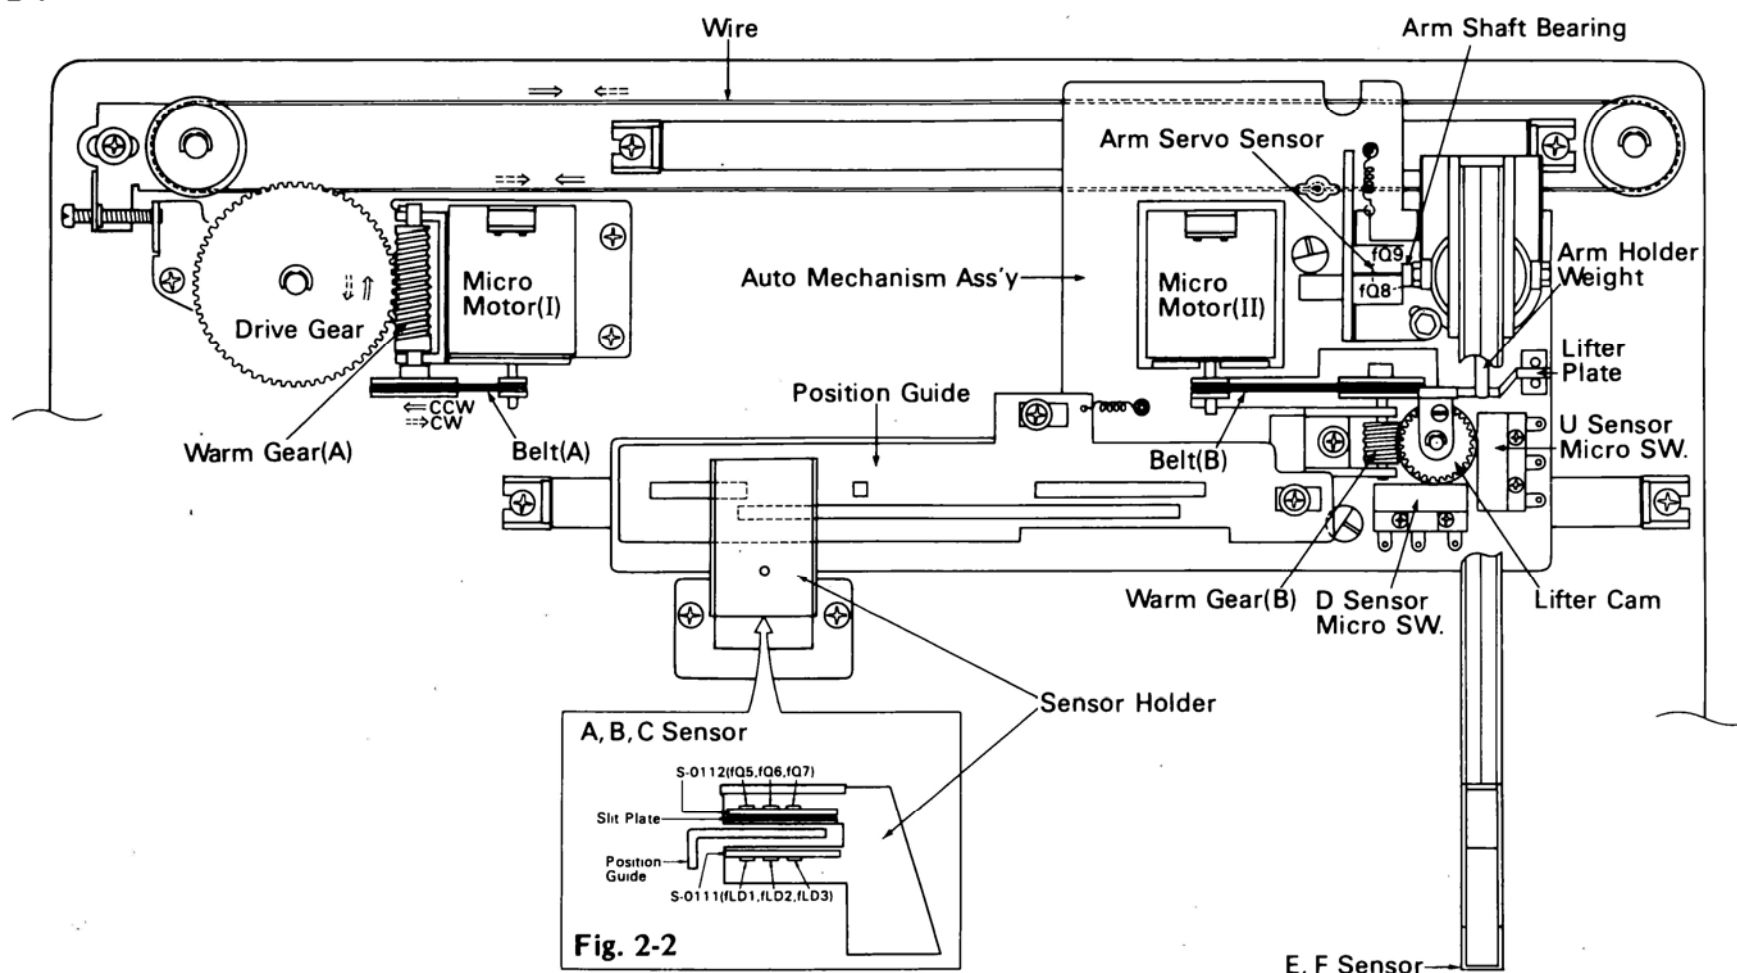 Wire
Arm Shaft Bearing
Arm Servo Sensor
fQ9
fQ8
Arm Holder
Weight
Auto Mechanism Ass'y
Micro
Motor(I)
Micro
Motor(II)
Drive Gear
Lifter
Plate
Position Guide
CCW
CW
U Sensor
Micro SW.
Warm Gear(A)
Belt(A)
Belt(B)
Warm Gear(B)
D Sensor
Micro SW.
Lifter Cam
Sensor Holder
A, B, C Sensor
S-0112(fQ5,fQ6,fQ7)
Slit Plate
Position
Guide
S-0111(fLD1,fLD2,fLD3)
Fig. 2-2
E, F Sensor